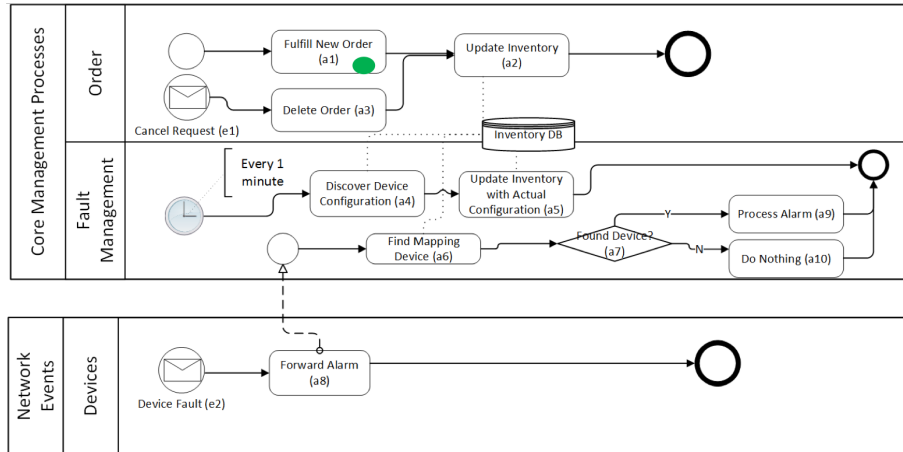 Core Management Processes
Order
Fulfill New Order
(a1)
Update Inventory
(a2)
Delete Order (a3)
Cancel Request (e1)
Inventory DB
Fault
Management
Every 1
minute
Discover Device
Configuration (a4)
Update Inventory
with Actual
Configuration (a5)
Find Mapping
Device (a6)
Found Device?
(a7)
Y
N
Process Alarm (a9)
Do Nothing (a10)
Network
Events
Devices
Device Fault (e2)
Forward Alarm
(a8)